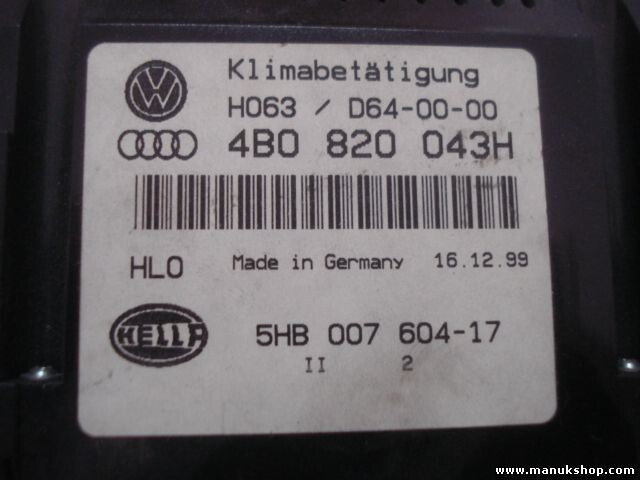 Klimabetätigung
H063 / D64-00-00
4B0 820 043H
HLO Made in Germany 16.12.99
HELLA 5HB 007 604-17
II 2
www.manukshop.com